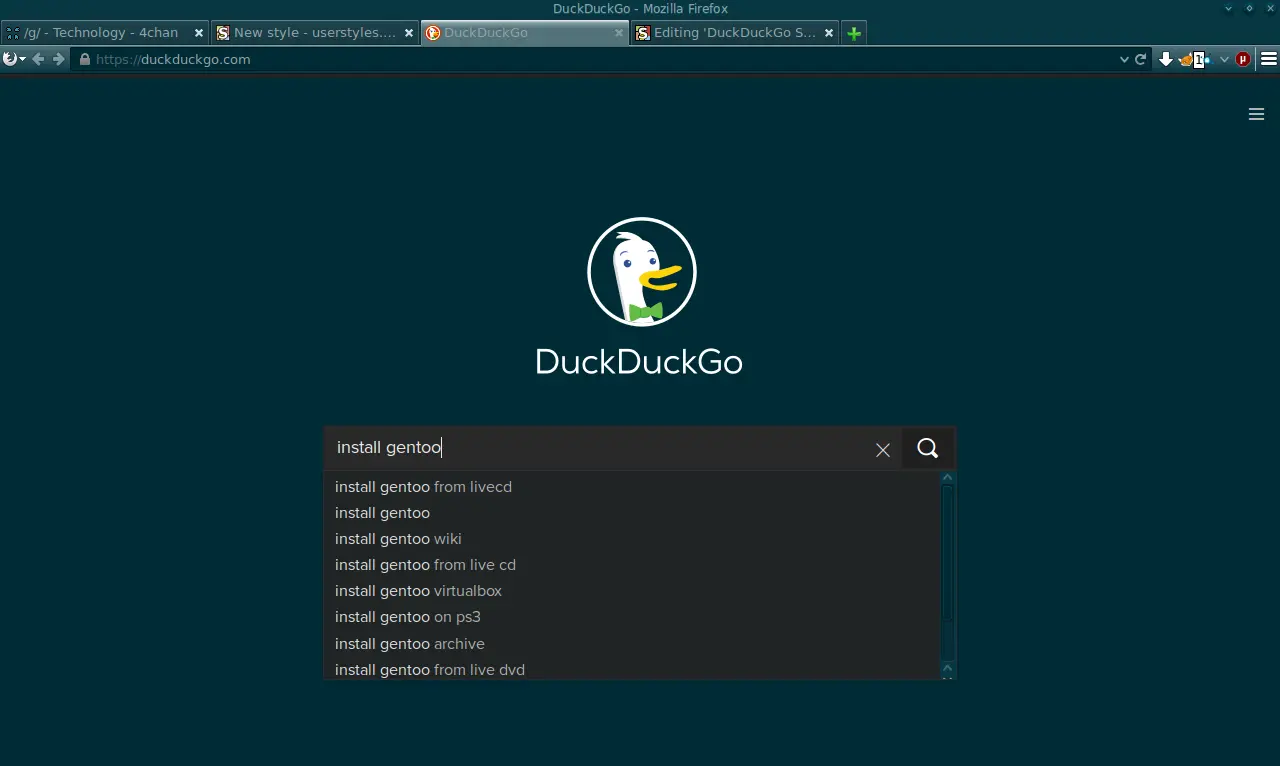 DuckDuckGo - Mozilla Firefox
/g/ - Technology - 4chan
New style - userstyles....
DuckDuckGo
Editing 'DuckDuckGo S...
https://duckduckgo.com
DuckDuckGo
install gentoo
install gentoo from livecd
install gentoo
install gentoo wiki
install gentoo from live cd
install gentoo virtualbox
install gentoo on ps3
install gentoo archive
install gentoo from live dvd